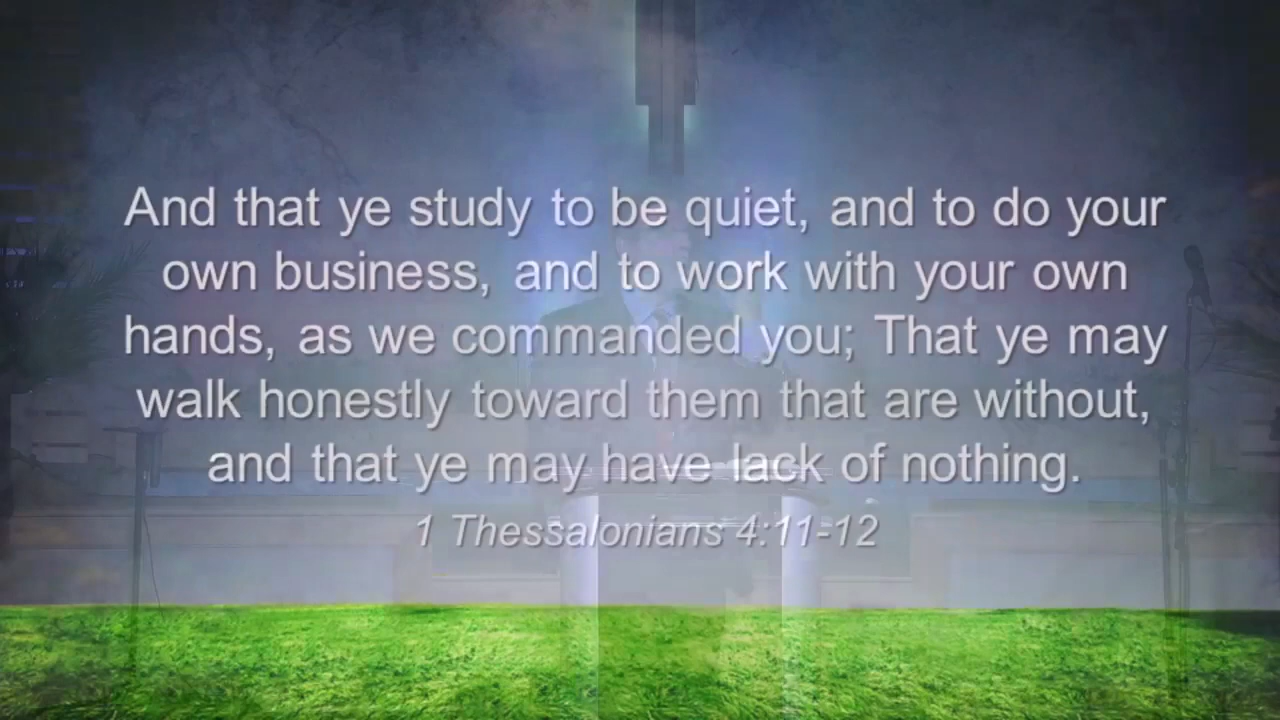 And that ye study to be quiet, and to do your
own business, and to work with your own
hands, as we commanded you; That ye may
walk honestly toward them that are without,
and that ye may have lack of nothing.
1 Thessalonians 4:11-12